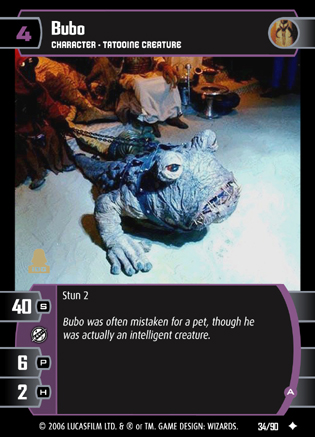 4
Bubo
CHARACTER • TATOOINE CREATURE
40 S
Stun 2
Bubo was often mistaken for a pet, though he
was actually an intelligent creature.
6 P
2 H
A
© 2006 LUCASFILM LTD. & ® or TM. GAME DESIGN: WIZARDS. 34/90